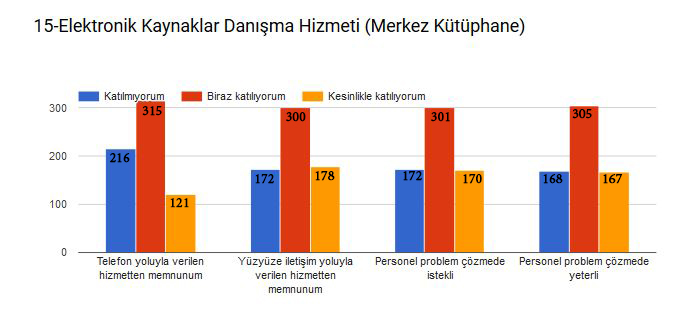 15-Elektronik Kaynaklar Danışma Hizmeti (Merkez Kütüphane)
Katılmıyorum Biraz katılıyorum Kesinlikle katılıyorum
300
200
100
0
216 315 121
172 300 178
172 301 170
168 305 167
Telefon yoluyla verilen
hizmetten memnunum
Yüzyüze iletişim yoluyla
verilen hizmetten
memnunum
Personel problem çözmede
istekli
Personel problem çözmede
yeterli